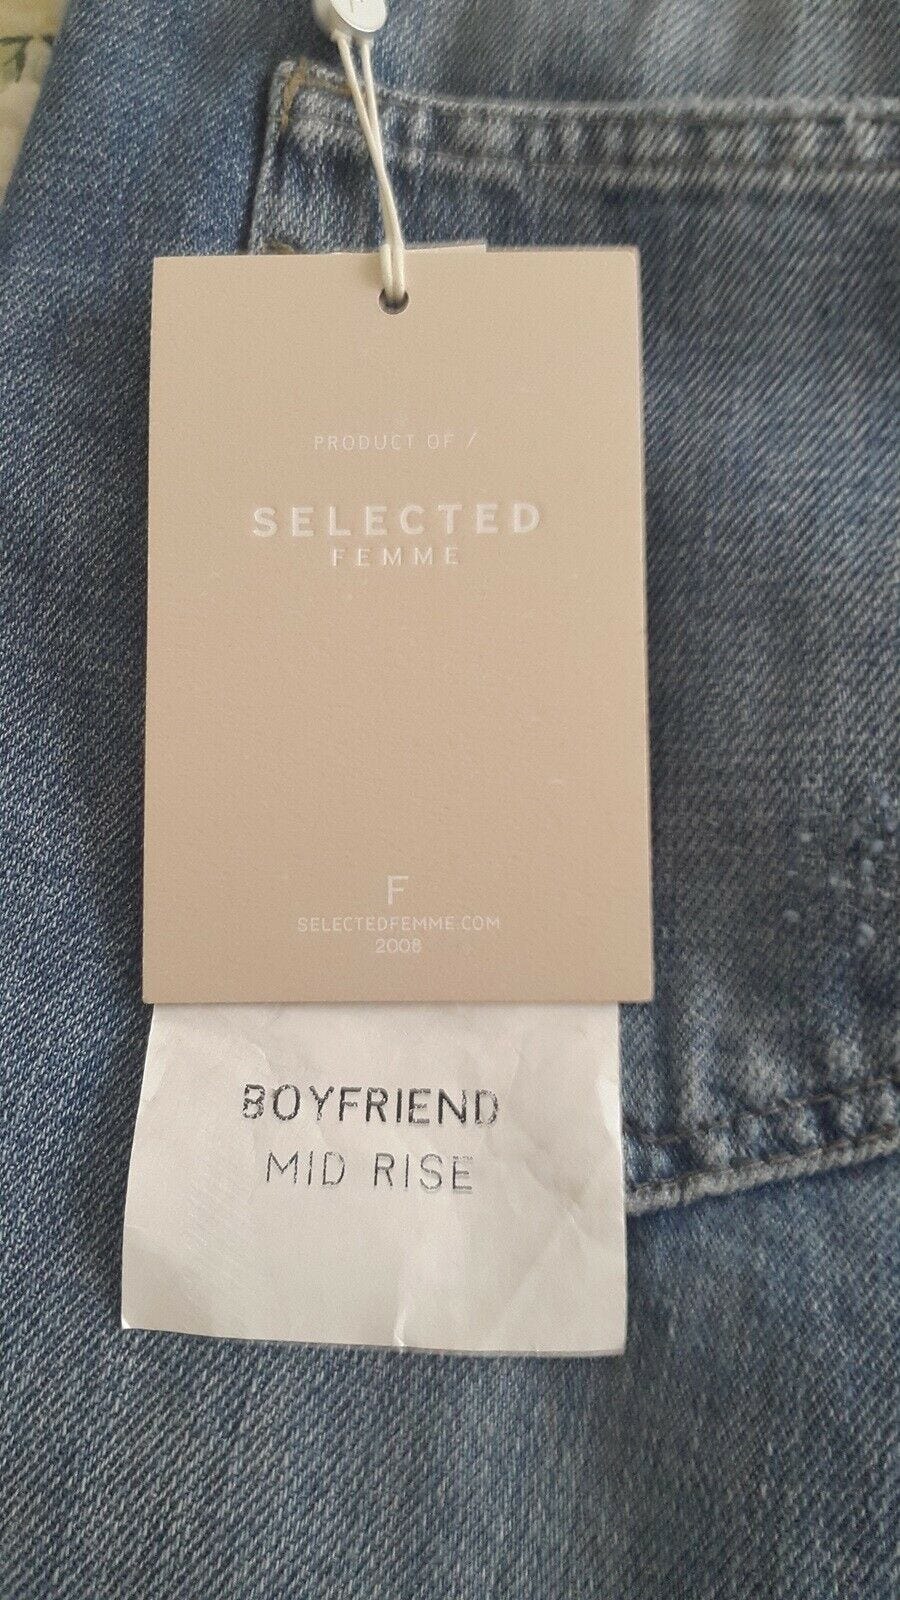 PRODUCT OF /
SELECTED
FEMME
F
SELECTEDFEMME.COM
2008
BOYFRIEND
MID RISE